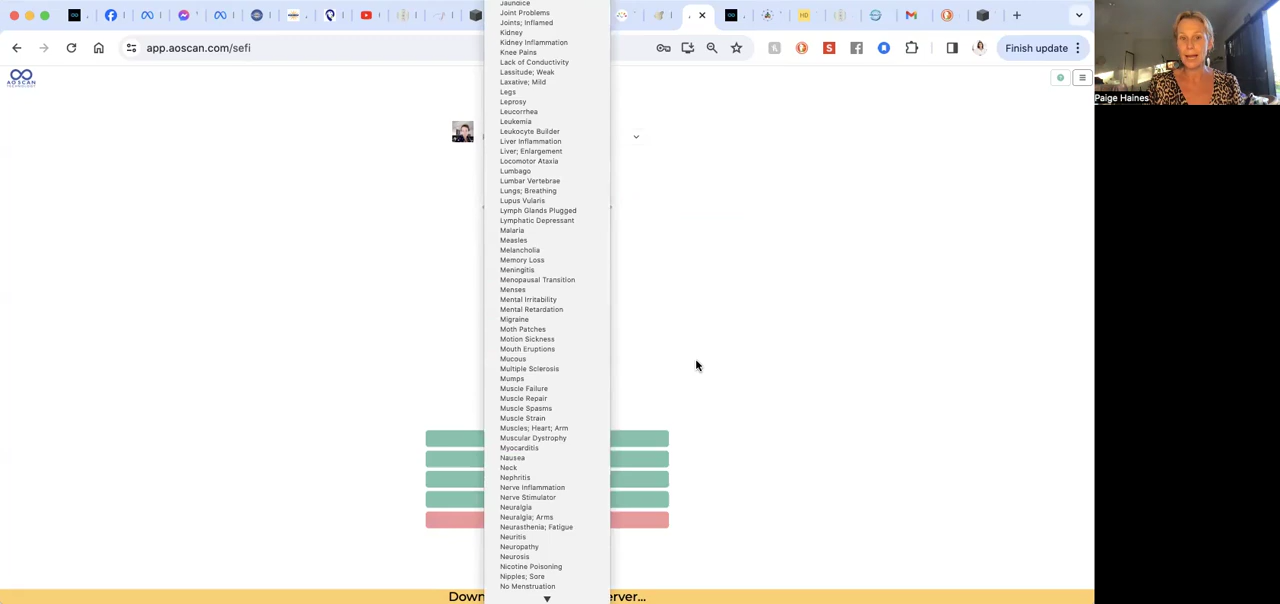 app.aoscan.com/sefi
Finish update
HD
S
AO SCAN
TECHNOLOGY
Paige Haines
Jaundice
Joint Problems
Joints; Inflamed
Kidney
Kidney Inflammation
Knee Pains
Lack of Conductivity
Lassitude; Weak
Laxative; Mild
Legs
Leprosy
Leucorrhea
Leukemia
Leukocyte Builder
Liver Inflammation
Liver; Enlargement
Locomotor Ataxia
Lumbago
Lumbar Vertebrae
Lungs; Breathing
Lupus Vularis
Lymph Glands Plugged
Lymphatic Depressant
Malaria
Measles
Melancholia
Memory Loss
Meningitis
Menopausal Transition
Menses
Mental Irritability
Mental Retardation
Migraine
Moth Patches
Motion Sickness
Mouth Eruptions
Mucous
Multiple Sclerosis
Mumps
Muscle Failure
Muscle Repair
Muscle Spasms
Muscle Strain
Muscles; Heart; Arm
Muscular Dystrophy
Myocarditis
Nausea
Neck
Nephritis
Nerve Inflammation
Nerve Stimulator
Neuralgia
Neuralgia; Arms
Neurasthenia; Fatigue
Neuritis
Neuropathy
Neurosis
Nicotine Poisoning
Nipples; Sore
No Menstruation
Down erver...